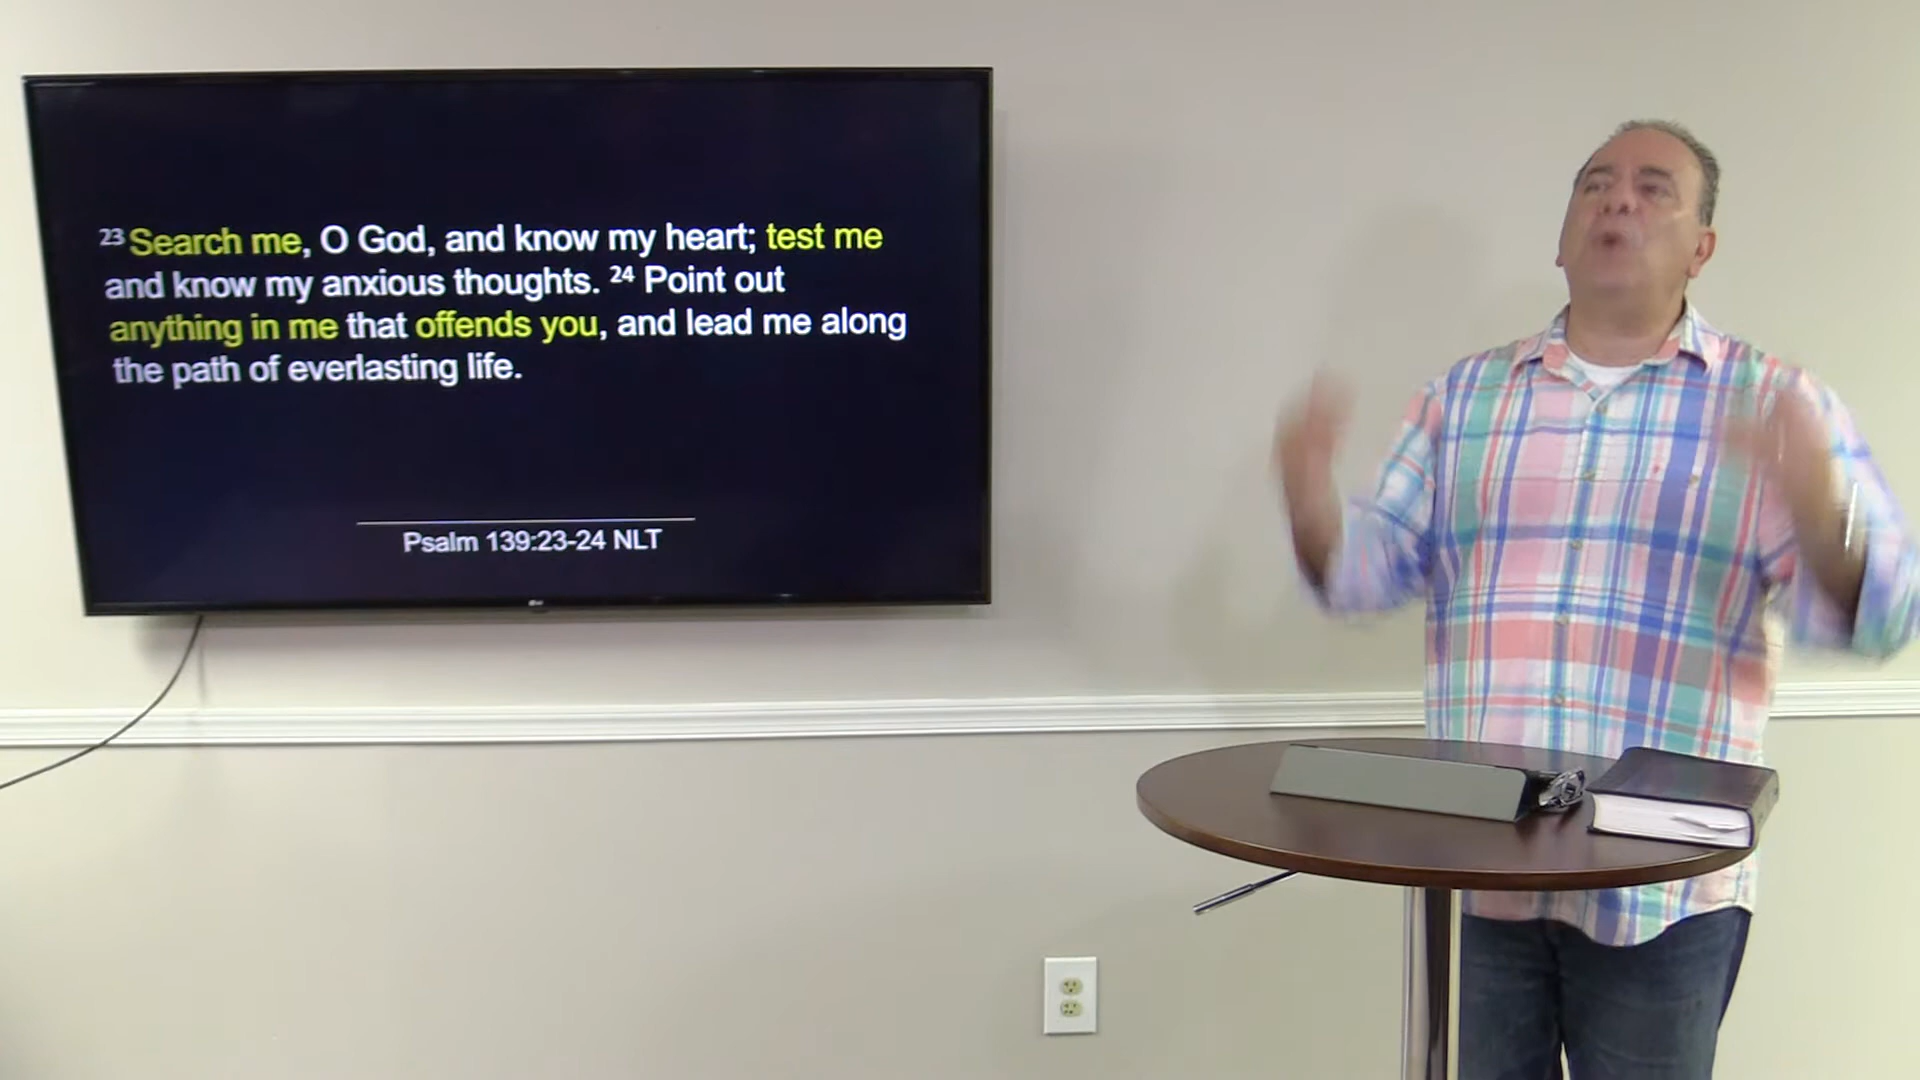 23 Search me, O God, and know my heart; test me
and know my anxious thoughts. 24 Point out
anything in me that offends you, and lead me along
the path of everlasting life.
Psalm 139:23-24 NLT